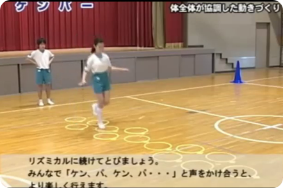 ケンパー
体全体が協調した動きづくり
リズミカルに続けてとびましょう。
みんなで「ケン、パ、ケン、パ・・・」と声をかけ合うと、
より楽しく行えます。